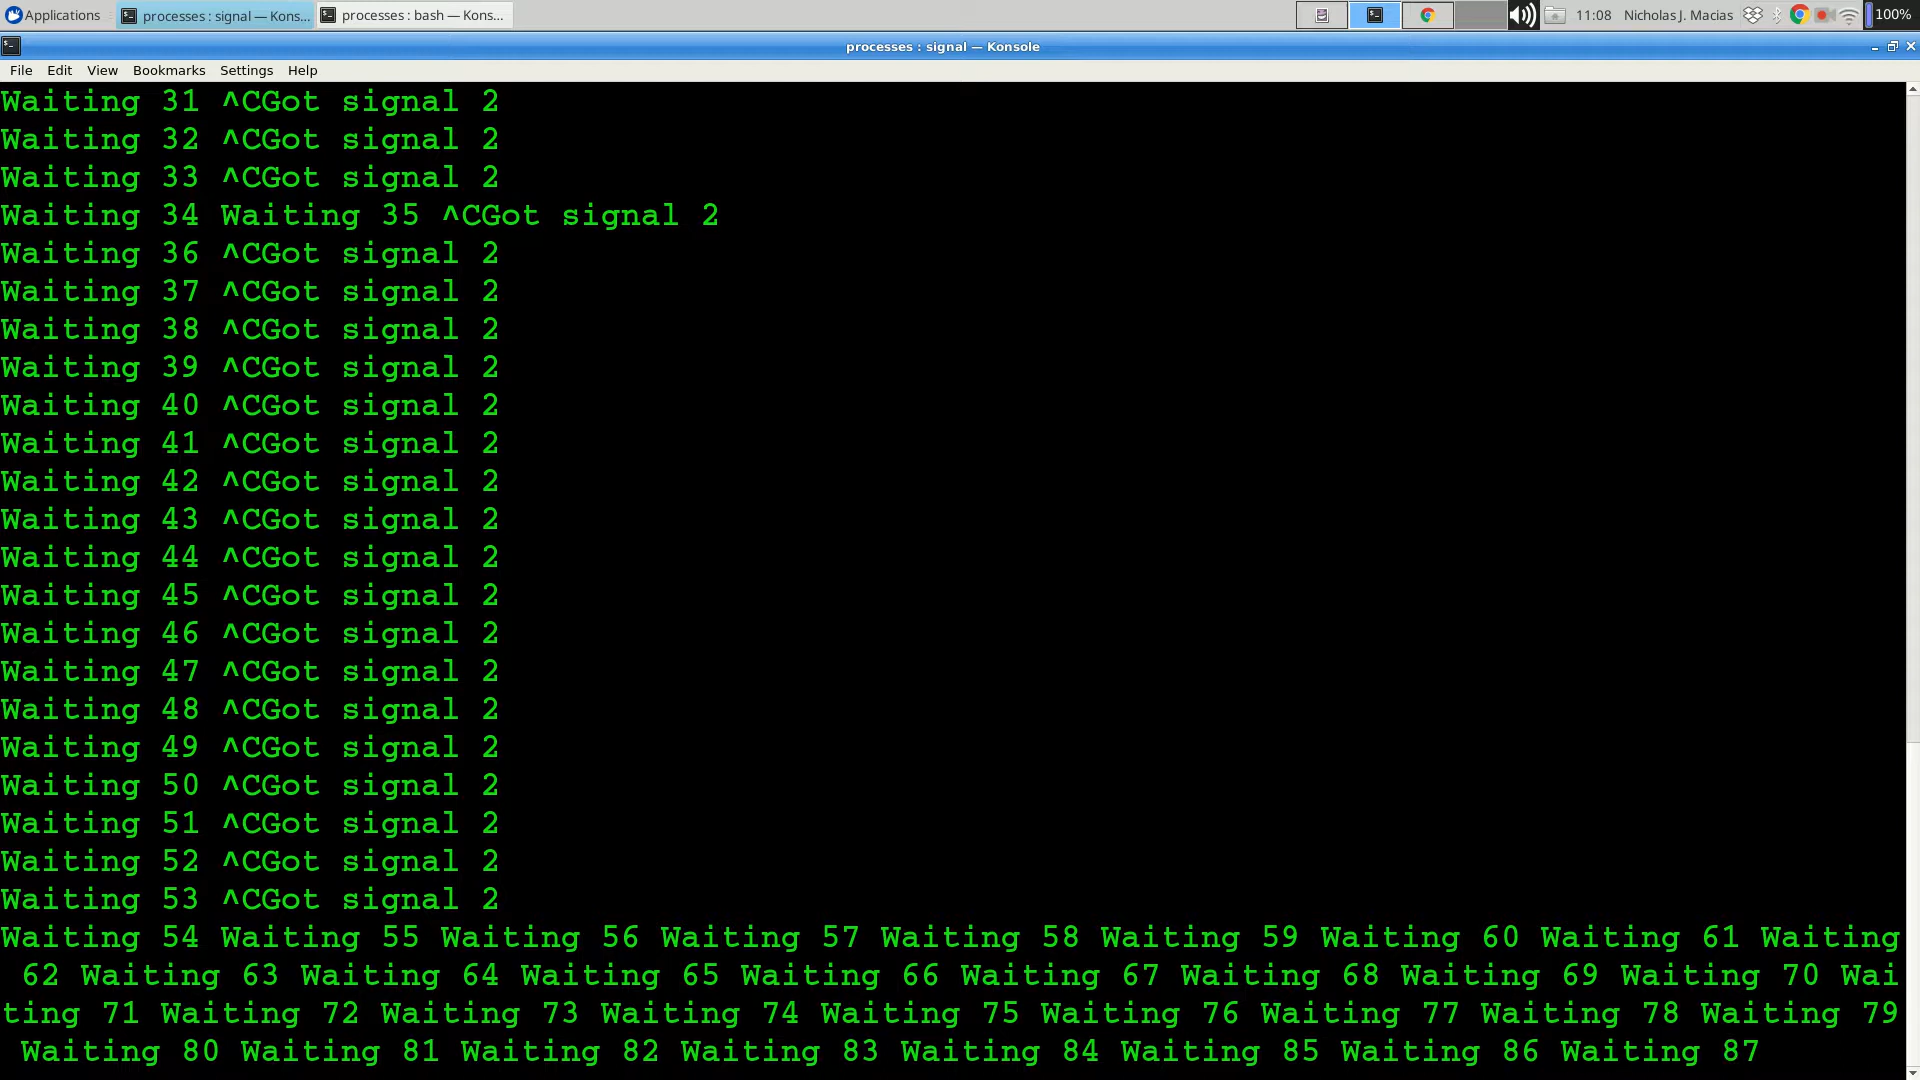 Applications processes : signal — Kons... processes : bash — Kons... 11:08 Nicholas J. Macias 100%
processes : signal — Konsole
File Edit View Bookmarks Settings Help
Waiting 31 ^CGot signal 2
Waiting 32 ^CGot signal 2
Waiting 33 ^CGot signal 2
Waiting 34 Waiting 35 ^CGot signal 2
Waiting 36 ^CGot signal 2
Waiting 37 ^CGot signal 2
Waiting 38 ^CGot signal 2
Waiting 39 ^CGot signal 2
Waiting 40 ^CGot signal 2
Waiting 41 ^CGot signal 2
Waiting 42 ^CGot signal 2
Waiting 43 ^CGot signal 2
Waiting 44 ^CGot signal 2
Waiting 45 ^CGot signal 2
Waiting 46 ^CGot signal 2
Waiting 47 ^CGot signal 2
Waiting 48 ^CGot signal 2
Waiting 49 ^CGot signal 2
Waiting 50 ^CGot signal 2
Waiting 51 ^CGot signal 2
Waiting 52 ^CGot signal 2
Waiting 53 ^CGot signal 2
Waiting 54 Waiting 55 Waiting 56 Waiting 57 Waiting 58 Waiting 59 Waiting 60 Waiting 61 Waiting
62 Waiting 63 Waiting 64 Waiting 65 Waiting 66 Waiting 67 Waiting 68 Waiting 69 Waiting 70 Wai
ting 71 Waiting 72 Waiting 73 Waiting 74 Waiting 75 Waiting 76 Waiting 77 Waiting 78 Waiting 79
Waiting 80 Waiting 81 Waiting 82 Waiting 83 Waiting 84 Waiting 85 Waiting 86 Waiting 87